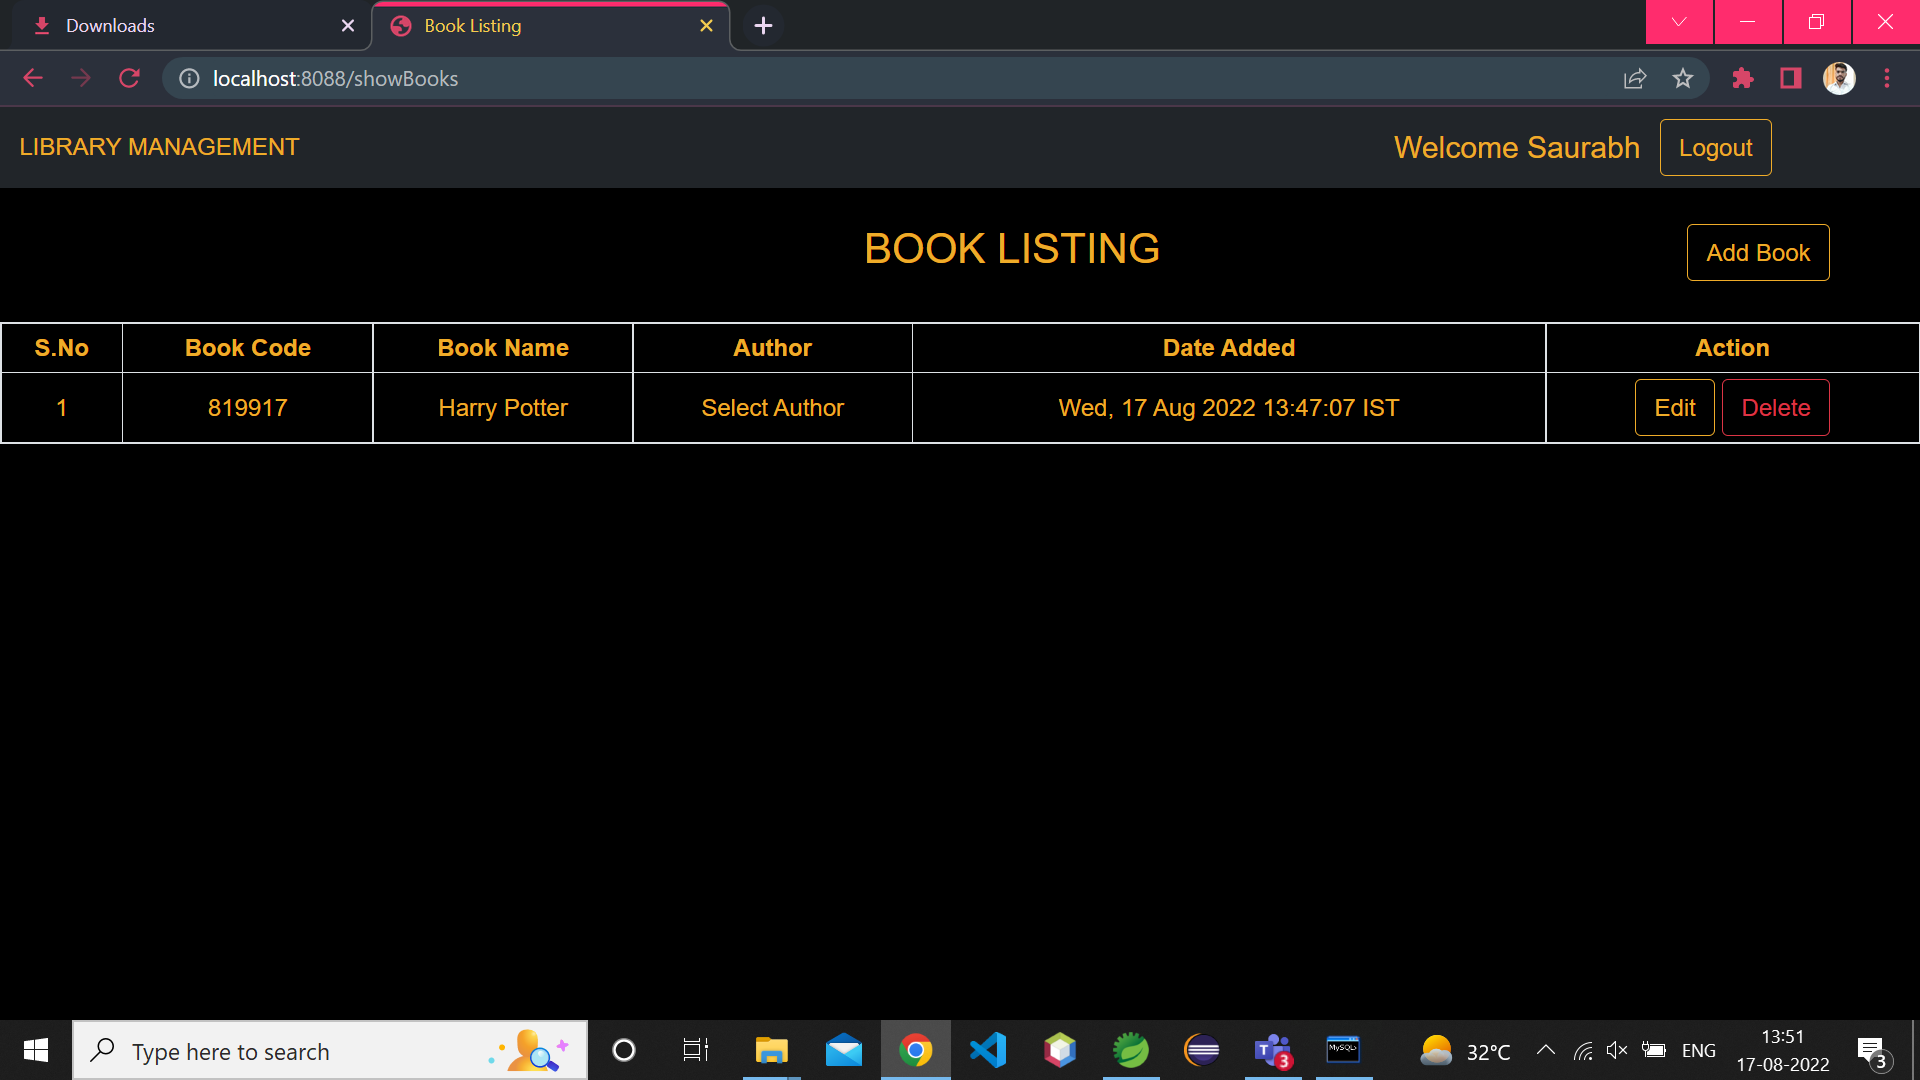 Downloads
Book Listing
localhost:8088/showBooks
LIBRARY MANAGEMENT
Welcome Saurabh Logout
BOOK LISTING
Add Book
S.No Book Code Book Name Author Date Added Action
1 819917 Harry Potter Select Author Wed, 17 Aug 2022 13:47:07 IST Edit Delete
Type here to search
T 3
MySQL
32°C
ENG
13:51
17-08-2022
3